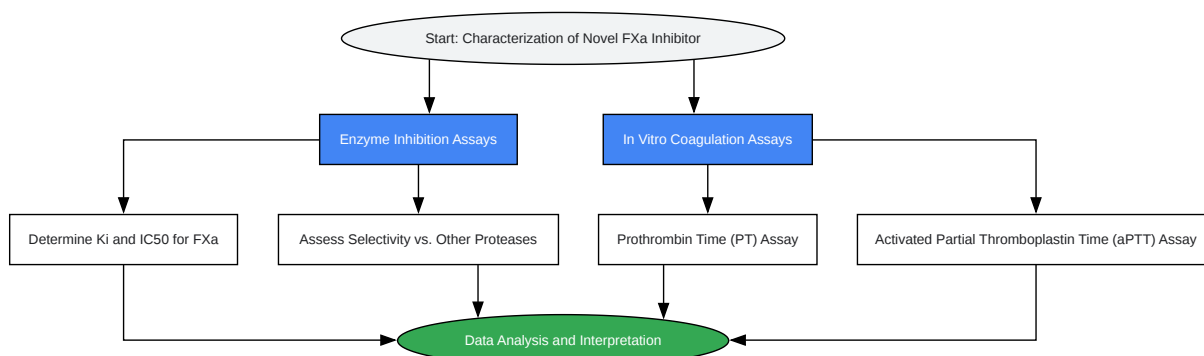 Start: Characterization of Novel FXa Inhibitor
Enzyme Inhibition Assays
In Vitro Coagulation Assays
Determine Ki and IC50 for FXa
Assess Selectivity vs. Other Proteases
Prothrombin Time (PT) Assay
Activated Partial Thromboplastin Time (aPTT) Assay
Data Analysis and Interpretation